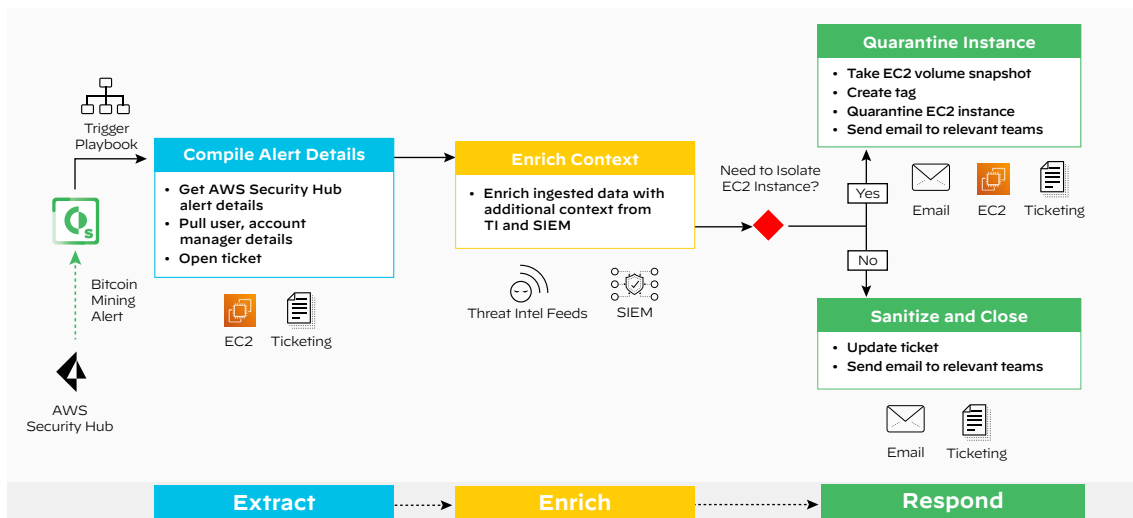 Trigger
Playbook
S
Bitcoin
Mining
Alert
AWS
Security Hub
Compile Alert Details
• Get AWS Security Hub
alert details
• Pull user, account
manager details
• Open ticket
EC2
Ticketing
Enrich Context
• Enrich ingested data with
additional context from
TI and SIEM
Threat Intel Feeds
SIEM
Need to Isolate
EC2 Instance?
Yes
No
Quarantine Instance
• Take EC2 volume snapshot
• Create tag
• Quarantine EC2 instance
• Send email to relevant teams
Email
EC2
Ticketing
Sanitize and Close
• Update ticket
• Send email to relevant teams
Email
Ticketing
Extract
Enrich
Respond